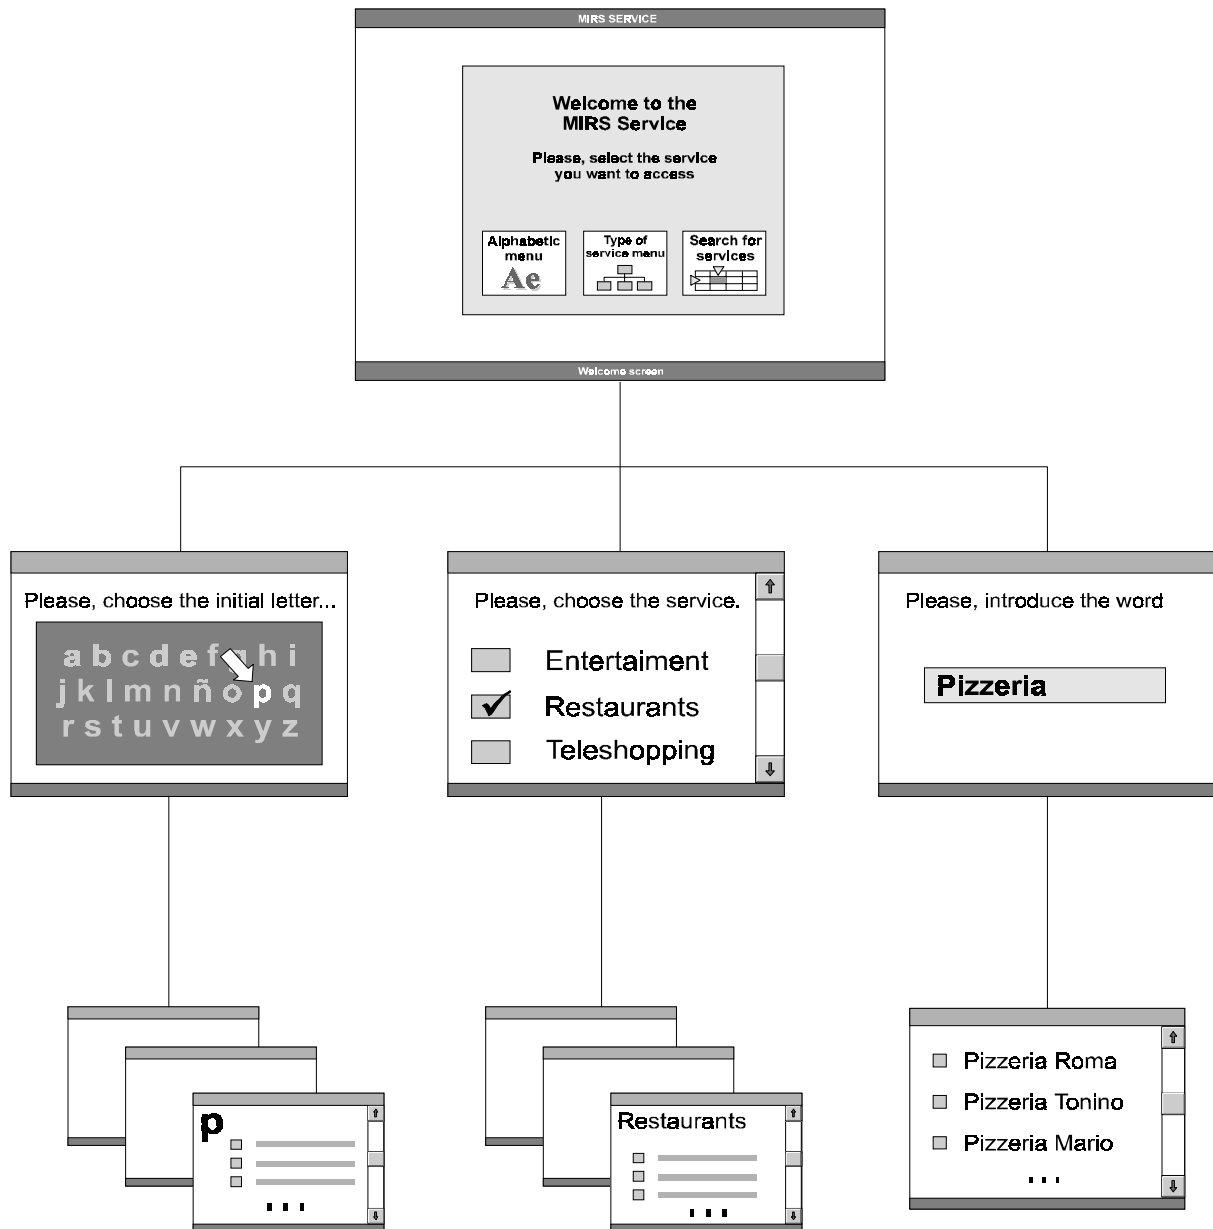 MIRS SERVICE
Welcome to the
MIRS Service
Please, select the service
you want to access
Alphabetic
menu
Ae
Type of
service menu
Search for
services
Welcome screen
Please, choose the initial letter...
a b c d e f g h i
j k l m n ñ o p q
r s t u v w x y z
Please, choose the service.
Entertaiment
Restaurants
Teleshopping
Please, introduce the word
Pizzeria
p
...
Restaurants
...
Pizzeria Roma
Pizzeria Tonino
Pizzeria Mario
...